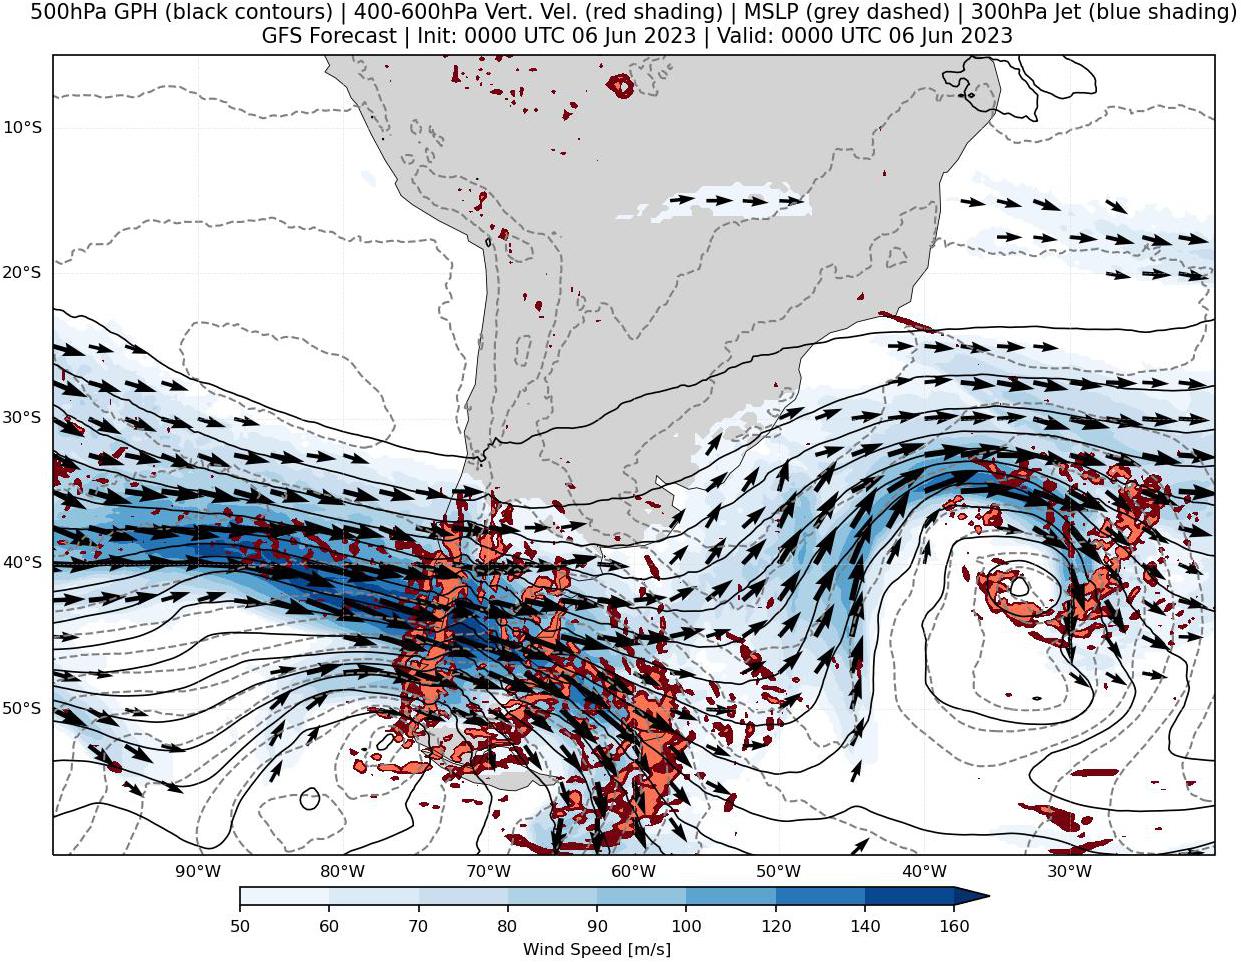 500hPa GPH (black contours) | 400-600hPa Vert. Vel. (red shading) | MSLP (grey dashed) | 300hPa Jet (blue shading)
GFS Forecast | Init: 0000 UTC 06 Jun 2023 | Valid: 0000 UTC 06 Jun 2023
10°S
20°S
30°S
40°S
50°S
90°W 80°W 70°W 60°W 50°W 40°W 30°W
50 60 70 80 90 100 120 140 160
Wind Speed [m/s]